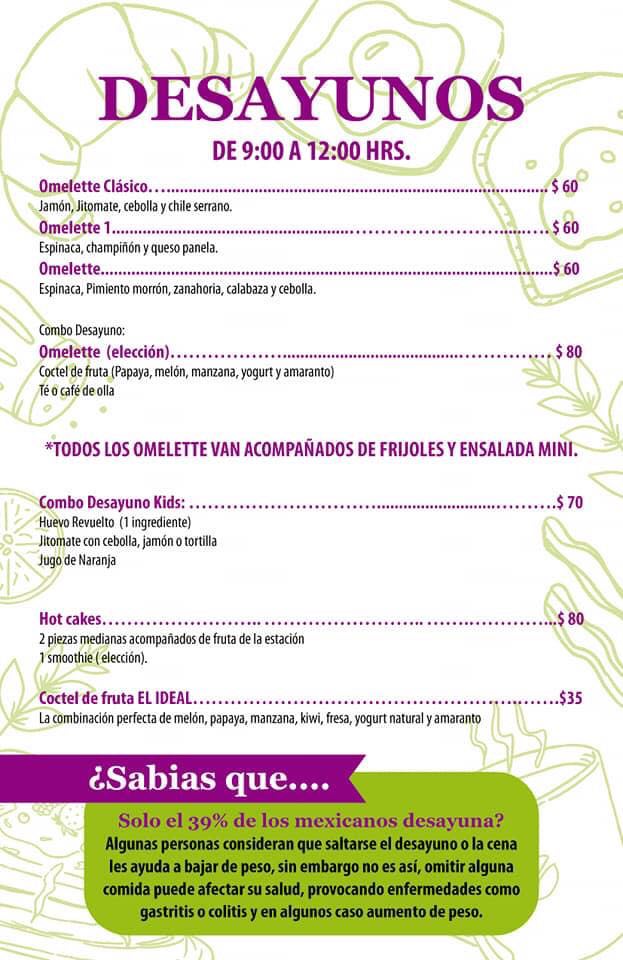 DESAYUNOS
DE 9:00 A 12:00 HRS.
Omelette Clásico…...................................................................................... $ 60
Jamón, Jitomate, cebolla y chile serrano.
Omelette 1.......................................................…………………….......…. $ 60
Espinaca, champiñón y queso panela.
Omelette.........................................................................................................$ 60
Espinaca, Pimiento morrón, zanahoria, calabaza y cebolla.
Combo Desayuno:
Omelette (elección)………………........................................…………… $ 80
Coctel de fruta (Papaya, melón, manzana, yogurt y amaranto)
Té o café de olla
*TODOS LOS OMELETTE VAN ACOMPAÑADOS DE FRIJOLES Y ENSALADA MINI.
Combo Desayuno Kids: …………………………............................……….$ 70
Huevo Revuelto (1 ingrediente)
Jitomate con cebolla, jamón o tortilla
Jugo de Naranja
Hot cakes…………………….. ……………………….. …….………...$ 80
2 piezas medianas acompañados de fruta de la estación
1 smoothie ( elección).
Coctel de fruta EL IDEAL……………………………………………….…….$35
La combinación perfecta de melón, papaya, manzana, kiwi, fresa, yogurt natural y amaranto
¿Sabias que....
Solo el 39% de los mexicanos desayuna?
Algunas personas consideran que saltarse el desayuno o la cena
les ayuda a bajar de peso, sin embargo no es así, omitir alguna
comida puede afectar su salud, provocando enfermedades como
gastritis o colitis y en algunos caso aumento de peso.